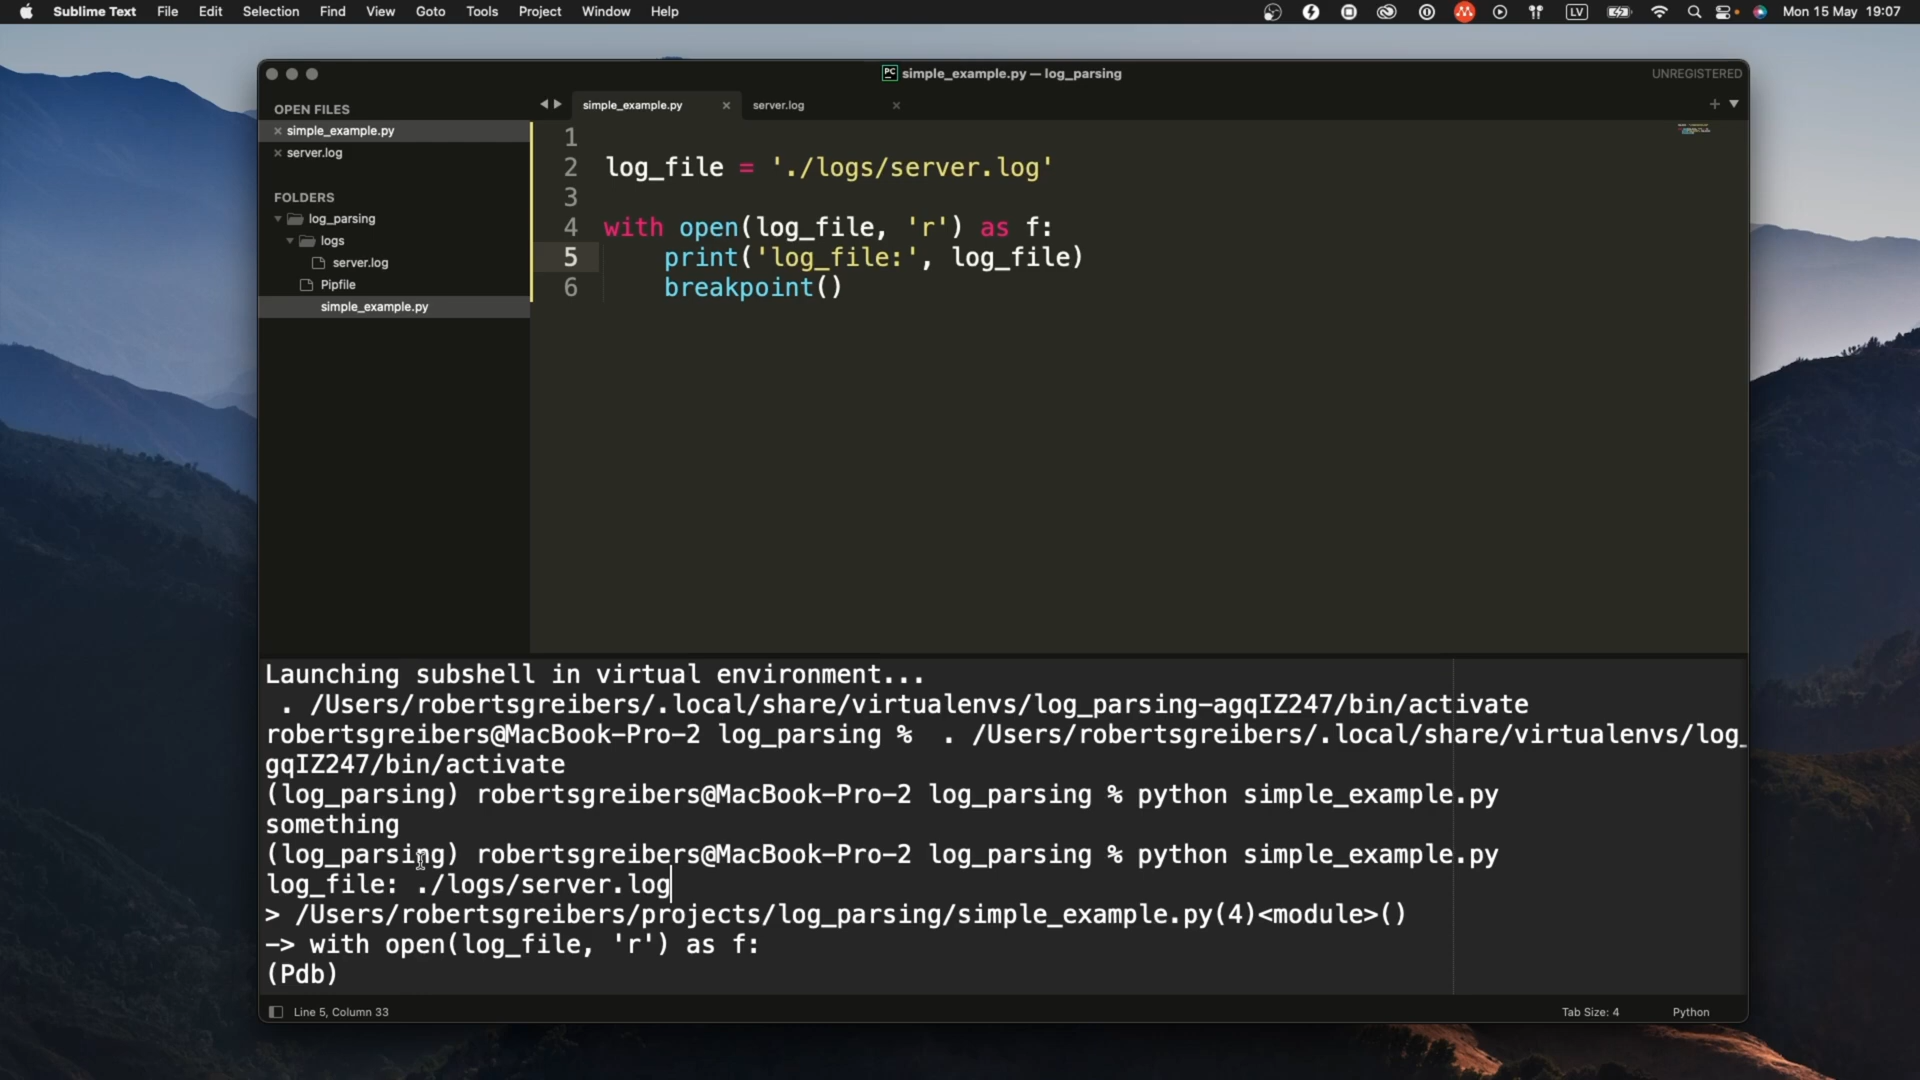 Sublime Text File Edit Selection Find View Goto Tools Project Window Help LV Mon 15 May 19:07
PC simple_example.py — log_parsing UNREGISTERED
OPEN FILES
simple_example.py
server.log
FOLDERS
log_parsing
logs
server.log
Pipfile
simple_example.py
simple_example.py server.log
1
2 log_file = './logs/server.log'
3
4 with open(log_file, 'r') as f:
5 print('log_file:', log_file)
6 breakpoint()
Launching subshell in virtual environment...
. /Users/robertsgreibers/.local/share/virtualenvs/log_parsing-agqIZ247/bin/activate
robertsgreibers@MacBook-Pro-2 log_parsing % . /Users/robertsgreibers/.local/share/virtualenvs/log_
gqIZ247/bin/activate
(log_parsing) robertsgreibers@MacBook-Pro-2 log_parsing % python simple_example.py
something
(log_parsing) robertsgreibers@MacBook-Pro-2 log_parsing % python simple_example.py
log_file: ./logs/server.log
> /Users/robertsgreibers/projects/log_parsing/simple_example.py(4)<module>()
-> with open(log_file, 'r') as f:
(Pdb)
Line 5, Column 33 Tab Size: 4 Python